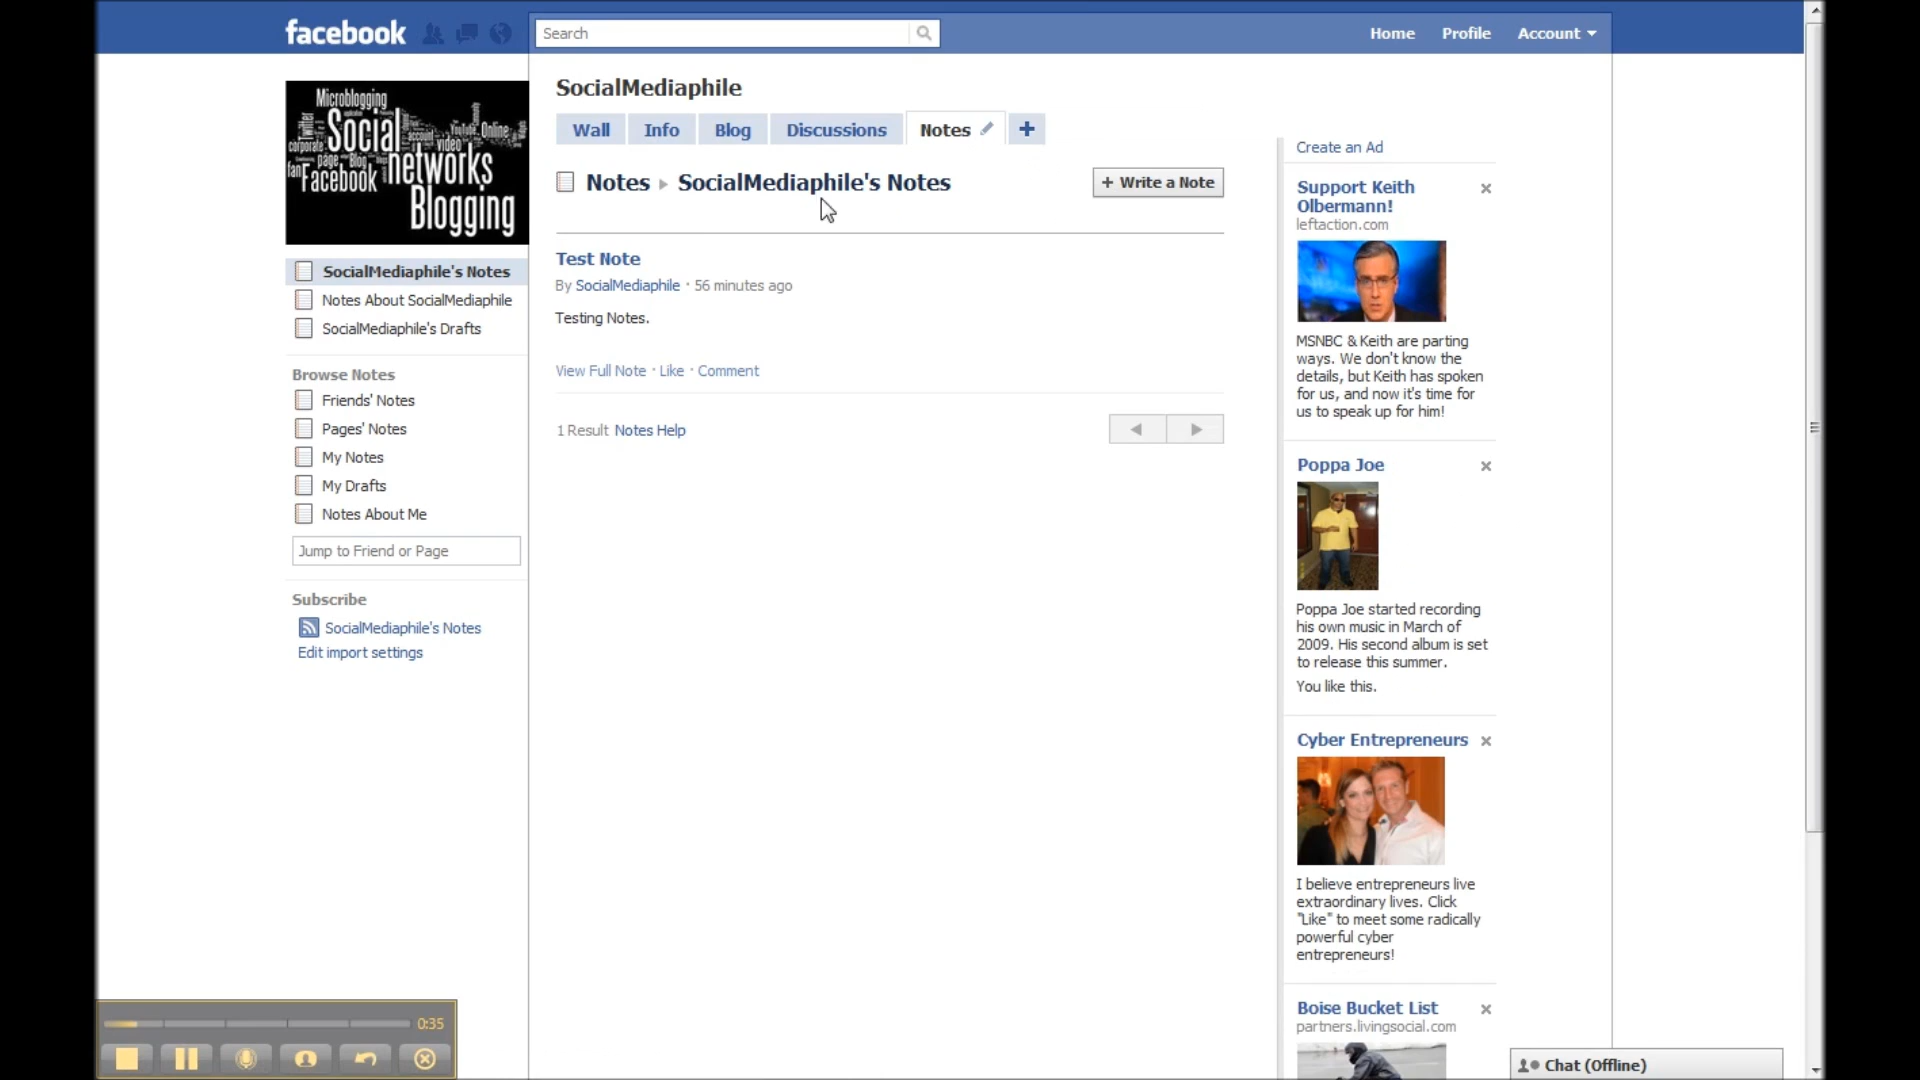 facebook
Search
Home
Profile
Account
Microblogging
Social
networks
Facebook
Blogging
YouTube Online
video
corporate
page Blog
fan
SocialMediaphile
Wall
Info
Blog
Discussions
Notes
+
Notes SocialMediaphile's Notes
+ Write a Note
SocialMediaphile's Notes
Notes About SocialMediaphile
SocialMediaphile's Drafts
Browse Notes
Friends' Notes
Pages' Notes
My Notes
My Drafts
Notes About Me
Jump to Friend or Page
Subscribe
SocialMediaphile's Notes
Edit import settings
Test Note
By SocialMediaphile · 56 minutes ago
Testing Notes.
View Full Note · Like · Comment
1 Result Notes Help
Create an Ad
Support Keith
Olbermann!
leftaction.com
MSNBC & Keith are parting
ways. We don't know the
details, but Keith has spoken
for us, and now it's time for
us to speak up for him!
Poppa Joe
Poppa Joe started recording
his own music in March of
2009. His second album is set
to release this summer.
You like this.
Cyber Entrepreneurs
I believe entrepreneurs live
extraordinary lives. Click
"Like" to meet some radically
powerful cyber
entrepreneurs!
Boise Bucket List
partners.livingsocial.com
Chat (Offline)
0:35